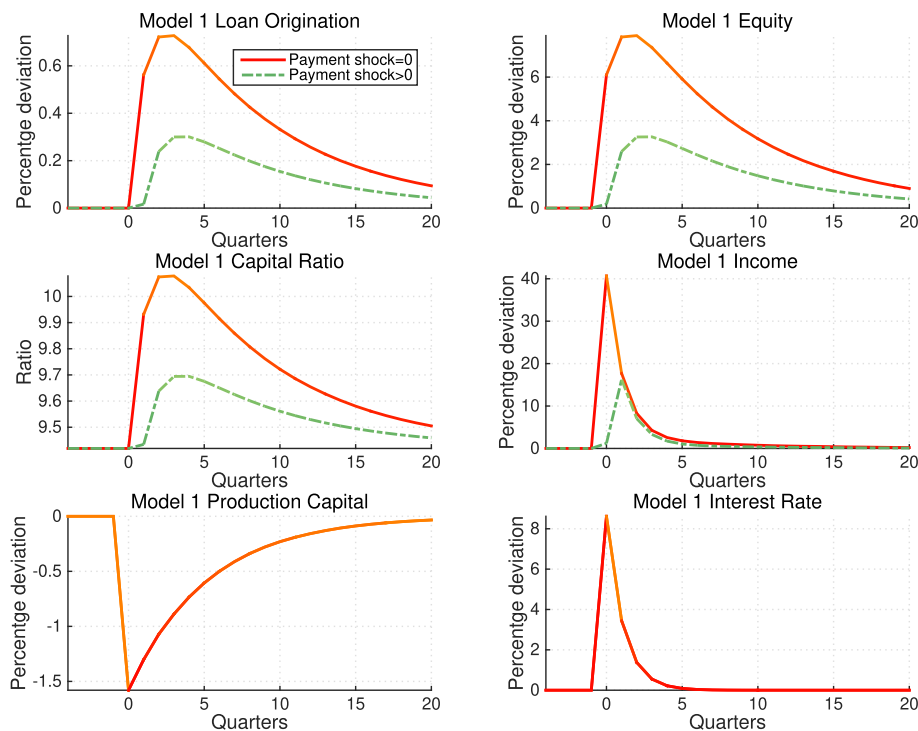 Model 1 Loan Origination
Percentge deviation
0.6
0.4
0.2
0
Payment shock=0
Payment shock>0
0 5 10 15 20
Quarters
Model 1 Equity
Percentge deviation
6
4
2
0
0 5 10 15 20
Quarters
Model 1 Capital Ratio
Ratio
10
9.9
9.8
9.7
9.6
9.5
0 5 10 15 20
Quarters
Model 1 Income
Percentge deviation
40
30
20
10
0
0 5 10 15 20
Quarters
Model 1 Production Capital
Percentge deviation
0
-0.5
-1
-1.5
0 5 10 15 20
Quarters
Model 1 Interest Rate
Percentge deviation
8
6
4
2
0
0 5 10 15 20
Quarters